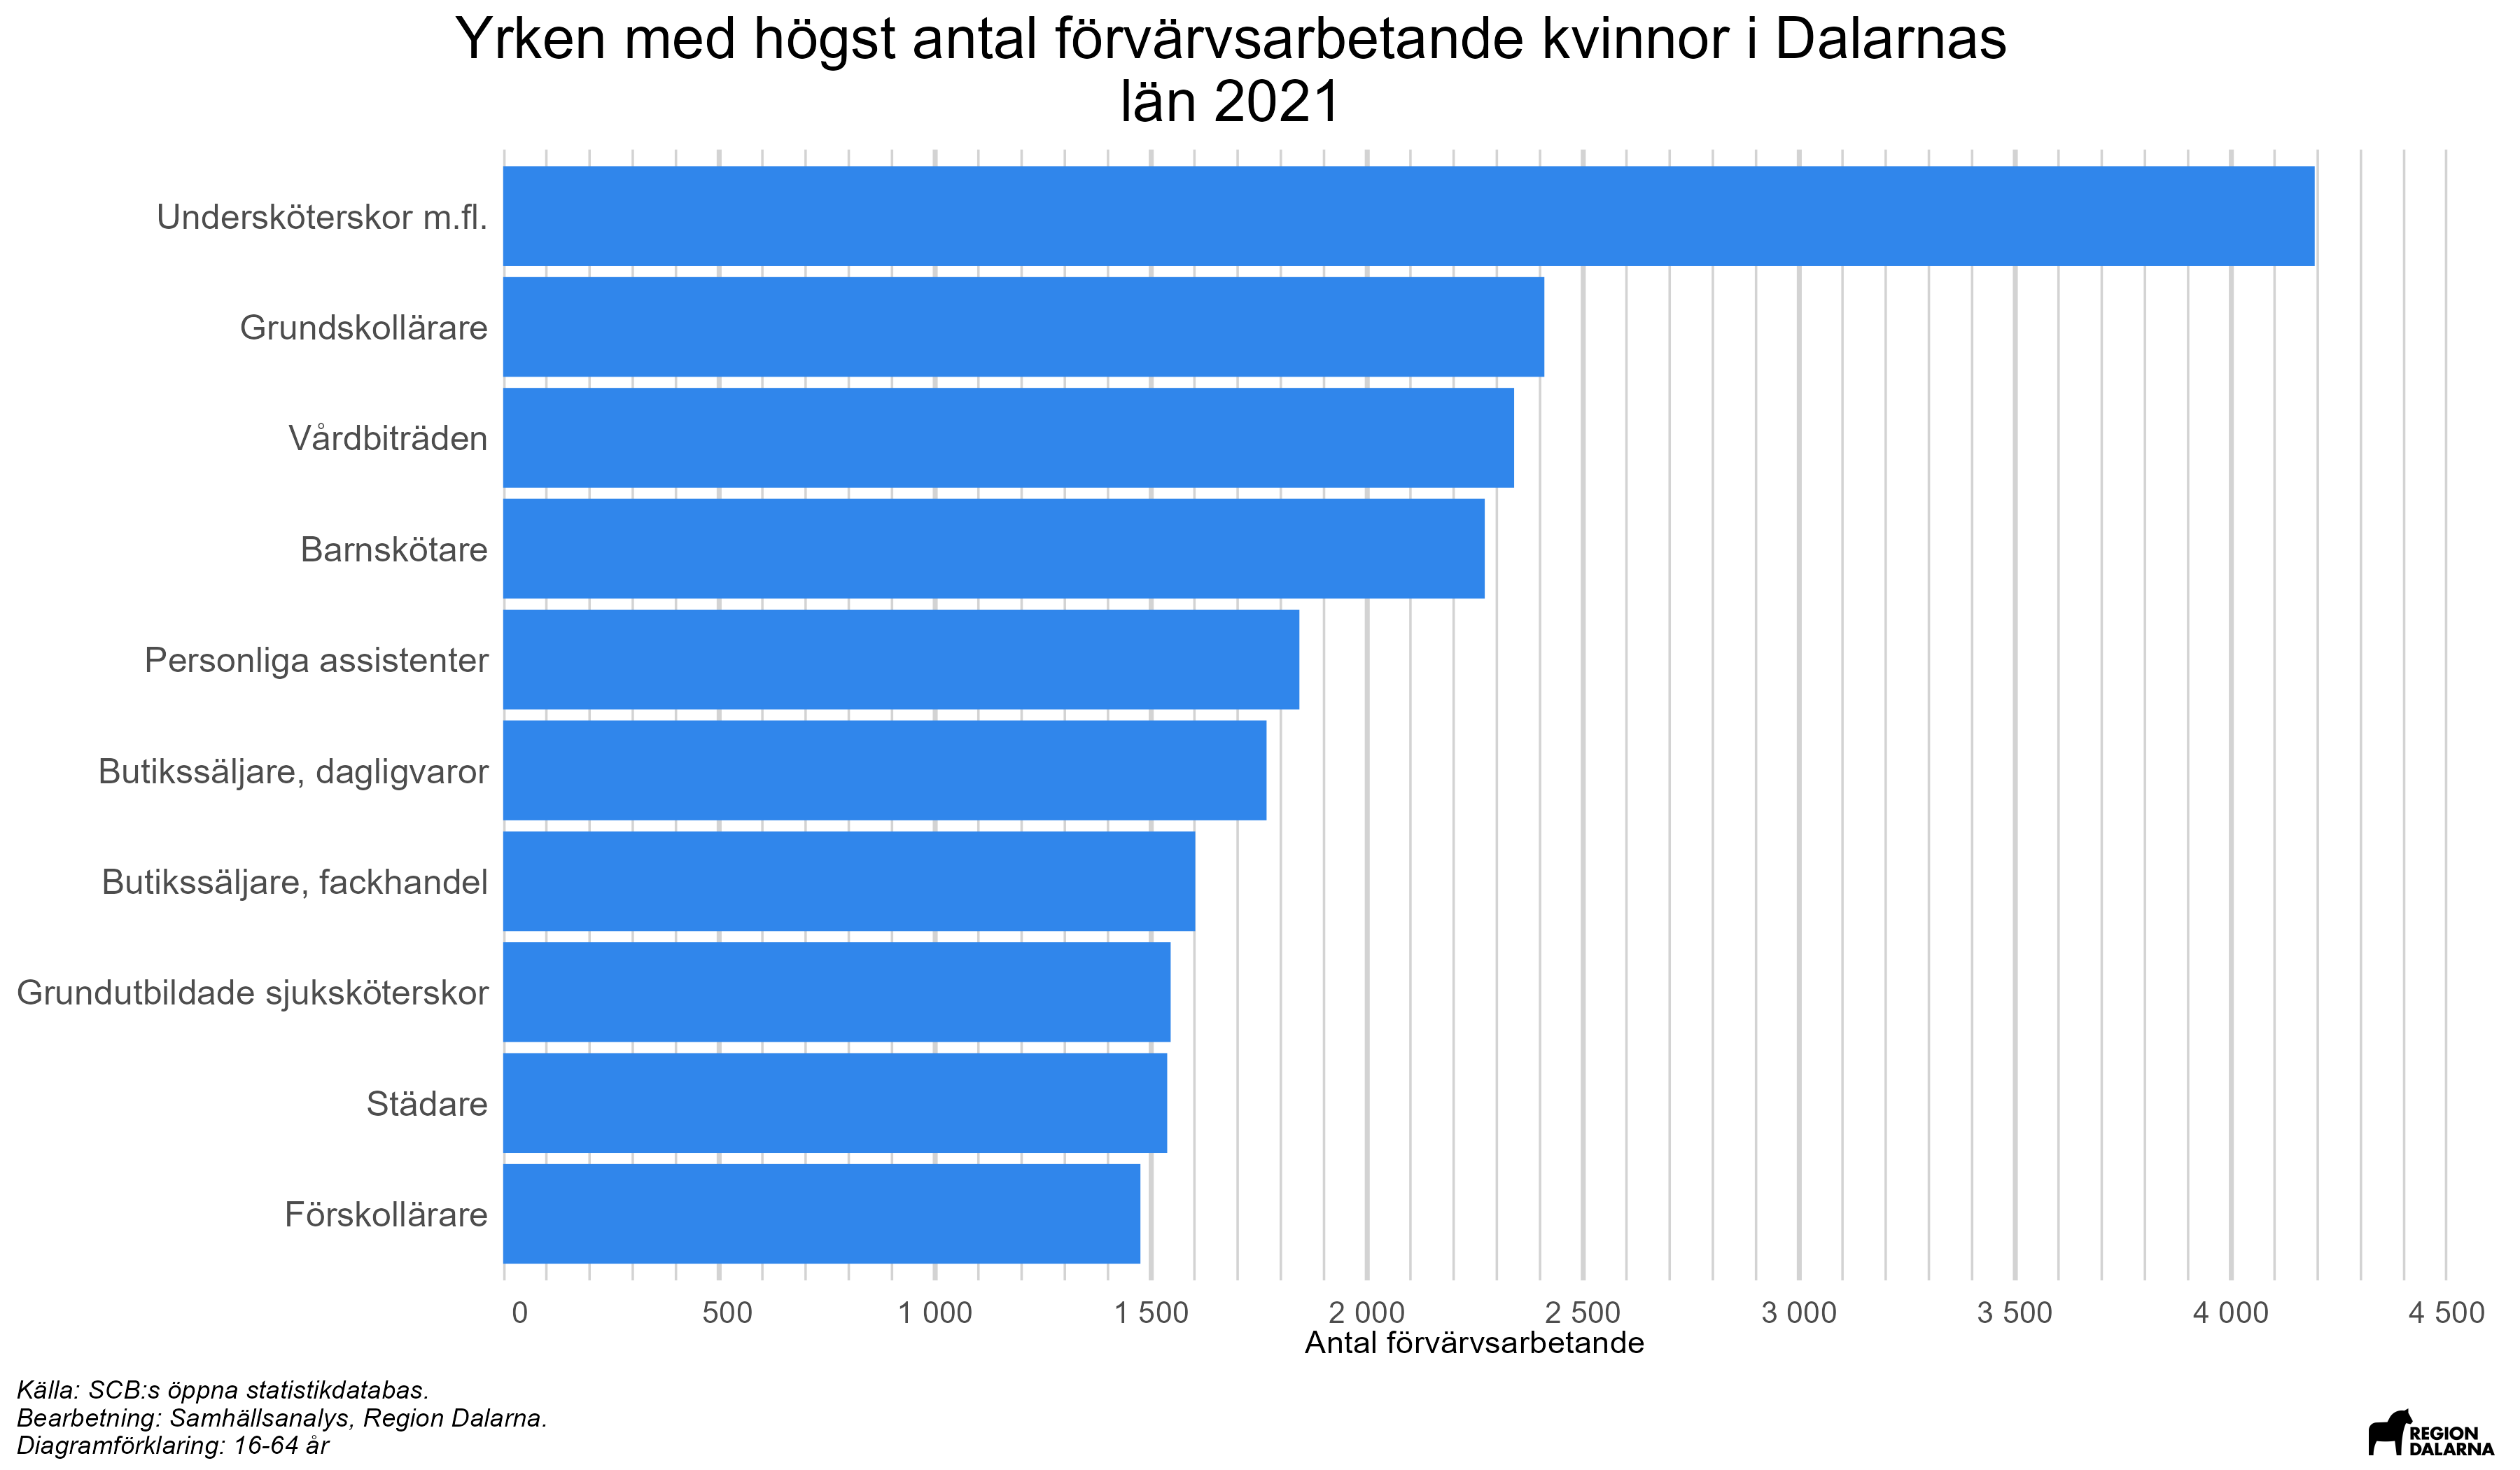 Yrken med högst antal förvärvsarbetande kvinnor i Dalarnas
län 2021
Undersköterskor m.fl.
Grundskollärare
Vårdbiträden
Barnskötare
Personliga assistenter
Butikssäljare, dagligvaror
Butikssäljare, fackhandel
Grundutbildade sjuksköterskor
Städare
Förskollärare
0 500 1 000 1 500 2 000 2 500 3 000 3 500 4 000 4 500
Antal förvärvsarbetande
Källa: SCB:s öppna statistikdatabas.
Bearbetning: Samhällsanalys, Region Dalarna.
Diagramförklaring: 16-64 år
REGION
DALARNA